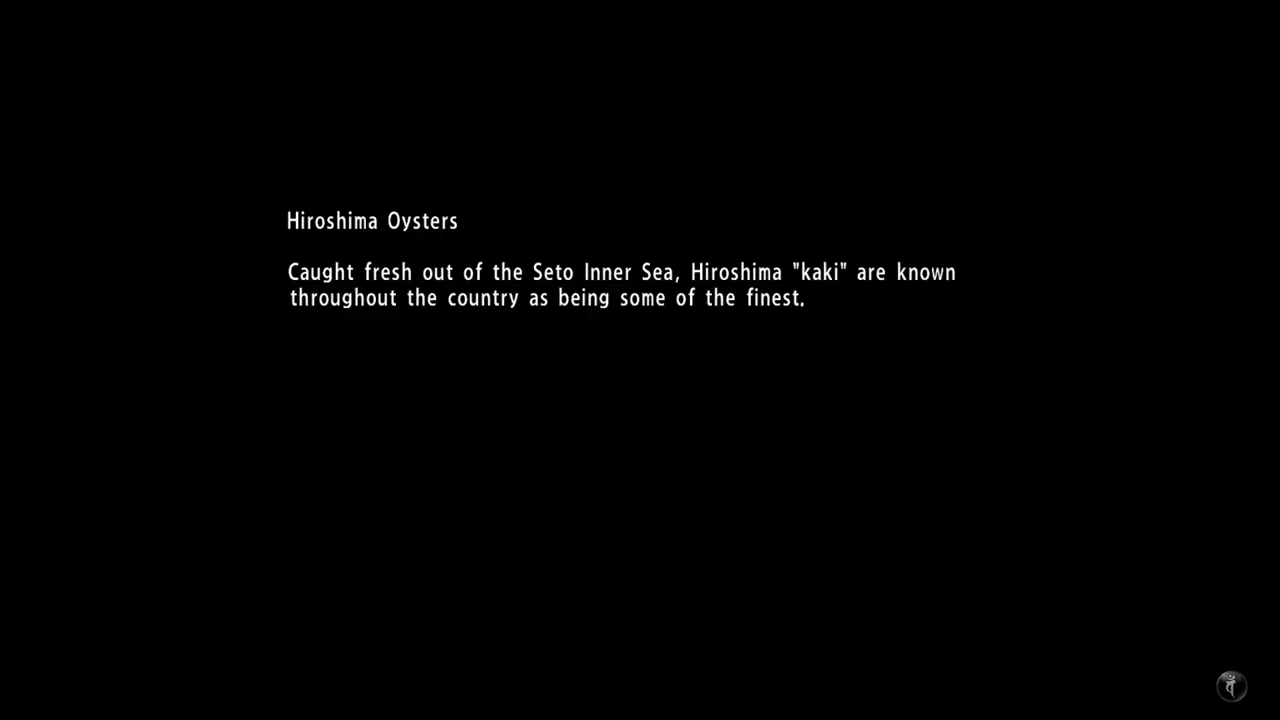 Hiroshima Oysters
Caught fresh out of the Seto Inner Sea, Hiroshima "kaki" are known
throughout the country as being some of the finest.